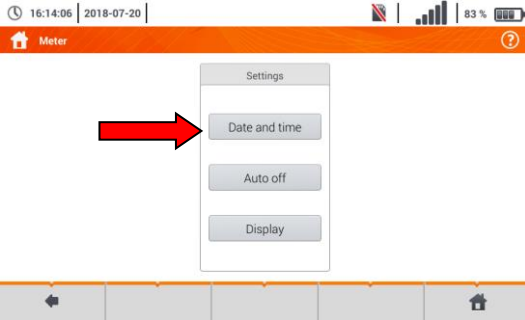 16:14:06 2018-07-20 83 %
Meter
Settings
Date and time
Auto off
Display